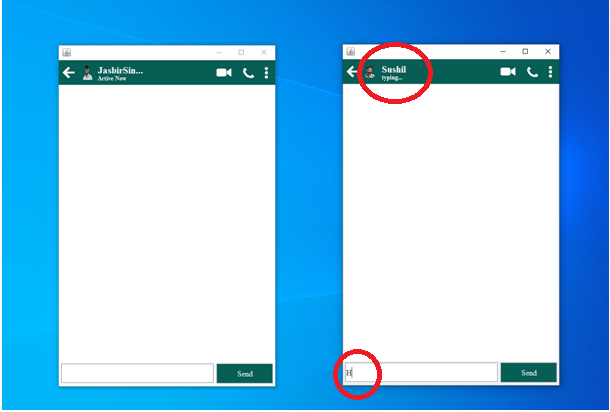 JasbirSin...
Active Now
Send
Sushil
typing...
H
Send